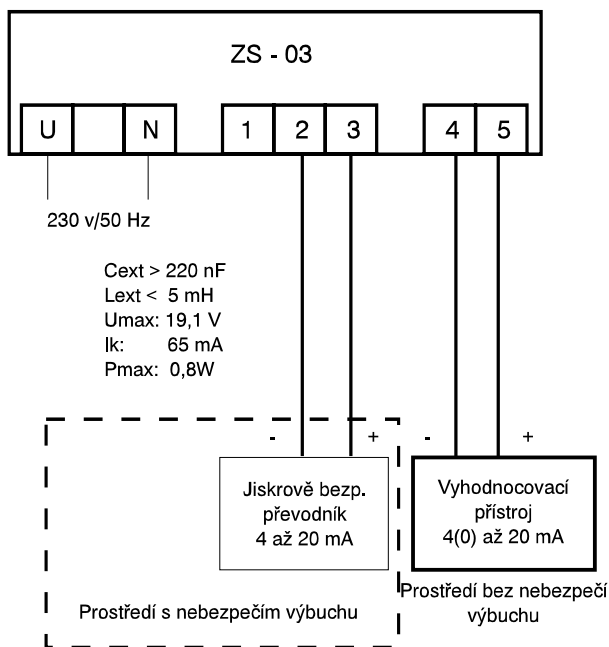 ZS - 03
U N 1 2 3 4 5
230 v/50 Hz
Cext > 220 nF
Lext < 5 mH
Umax: 19,1 V
Ik: 65 mA
Pmax: 0,8W
- + - +
Jiskrově bezp.
převodník
4 až 20 mA
Vyhodnocovací
přístroj
4(0) až 20 mA
Prostředí s nebezpečím výbuchu
Prostředí bez nebezpečí
výbuchu